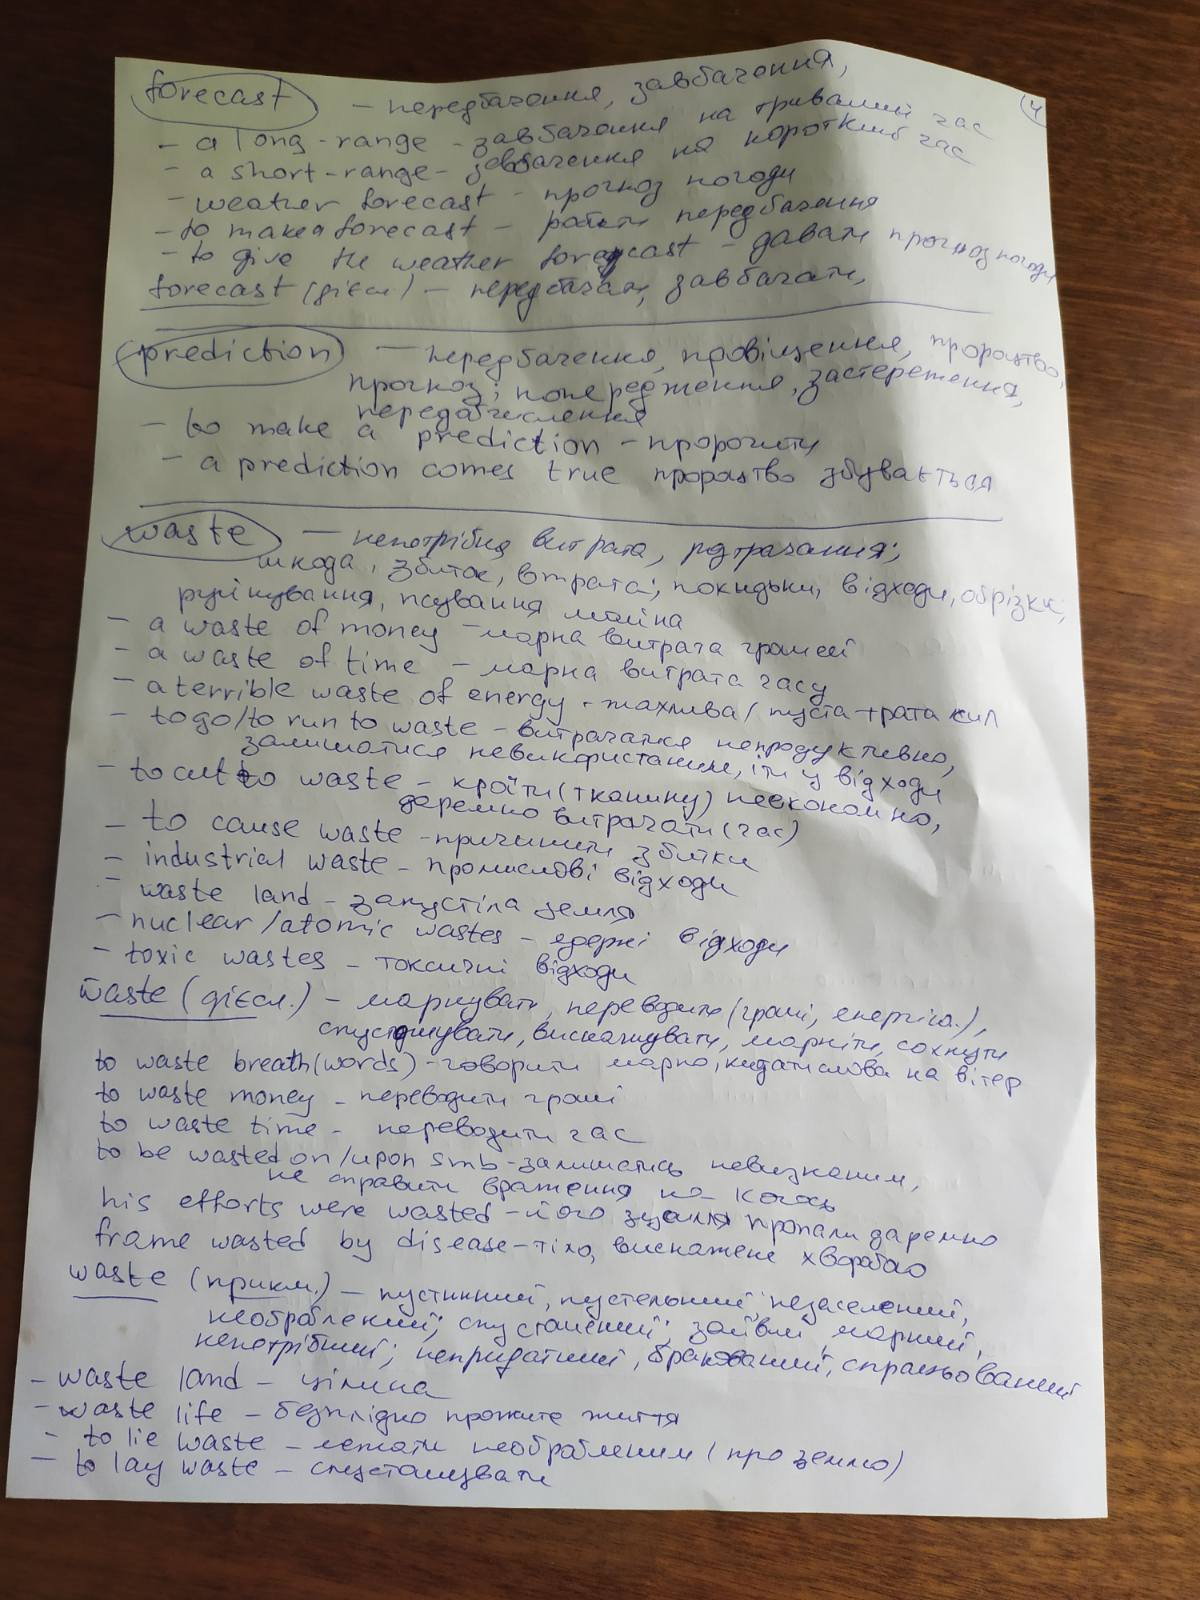 forecast — передбачення, завбачення,
4
- a long-range - завбачення на тривалий час
- a short-range - завбачення на короткий час
- weather forecast - прогноз погоди
- to make a forecast - робити передбачення
- to give the weather forecast - давати прогноз погоди
forecast (дієсл) - передбачати, завбачати,
prediction — передбачення, провіщення, пророцтво,
прогноз; попередження, застереження,
передобчислення
- to make a prediction - пророчити
- a prediction comes true пророцтво збувається
waste — непотрібна витрата, розтрачання;
шкода, збиток, втрата; покидьки, відходи, обрізки;
руйнування, псування майна
- a waste of money - марна витрата грошей
- a waste of time - марна витрата часу
- a terrible waste of energy - жахлива / пуста трата сил
- to go/to run to waste - витрачатися непродуктивно,
залишатися невикористаним, іти у відходи
- to cut to waste - кроїти (тканину) неекономно,
даремно витрачати (час)
- to cause waste - причинити збитки
- industrial waste - промислові відходи
- waste land - запустіла земля
- nuclear/atomic wastes - ядерні відходи
- toxic wastes - токсичні відходи
waste (дієсл.) - марнувати, переводити (гроші, енергію),
спустошувати, виснажувати, марніти, сохнути
to waste breath (words) - говорити марно, кидати слова на вітер
to waste money - переводити гроші
to waste time - переводити час
to be wasted on/upon smb - залишитись невизнаним,
не справити враження на когось
his efforts were wasted - його зусилля пропали даремно
frame wasted by disease - тіло, виснажене хворобою
waste (прикм.) - пустинний, пустельний, незаселений,
необроблений; спустошений; зайвий, марний,
непотрібний; непридатний, бракований, спрацьований
- waste land - цілина
- waste life - безплідно прожите життя
- to lie waste - лежати необробленим (про землю)
- to lay waste - спустошувати